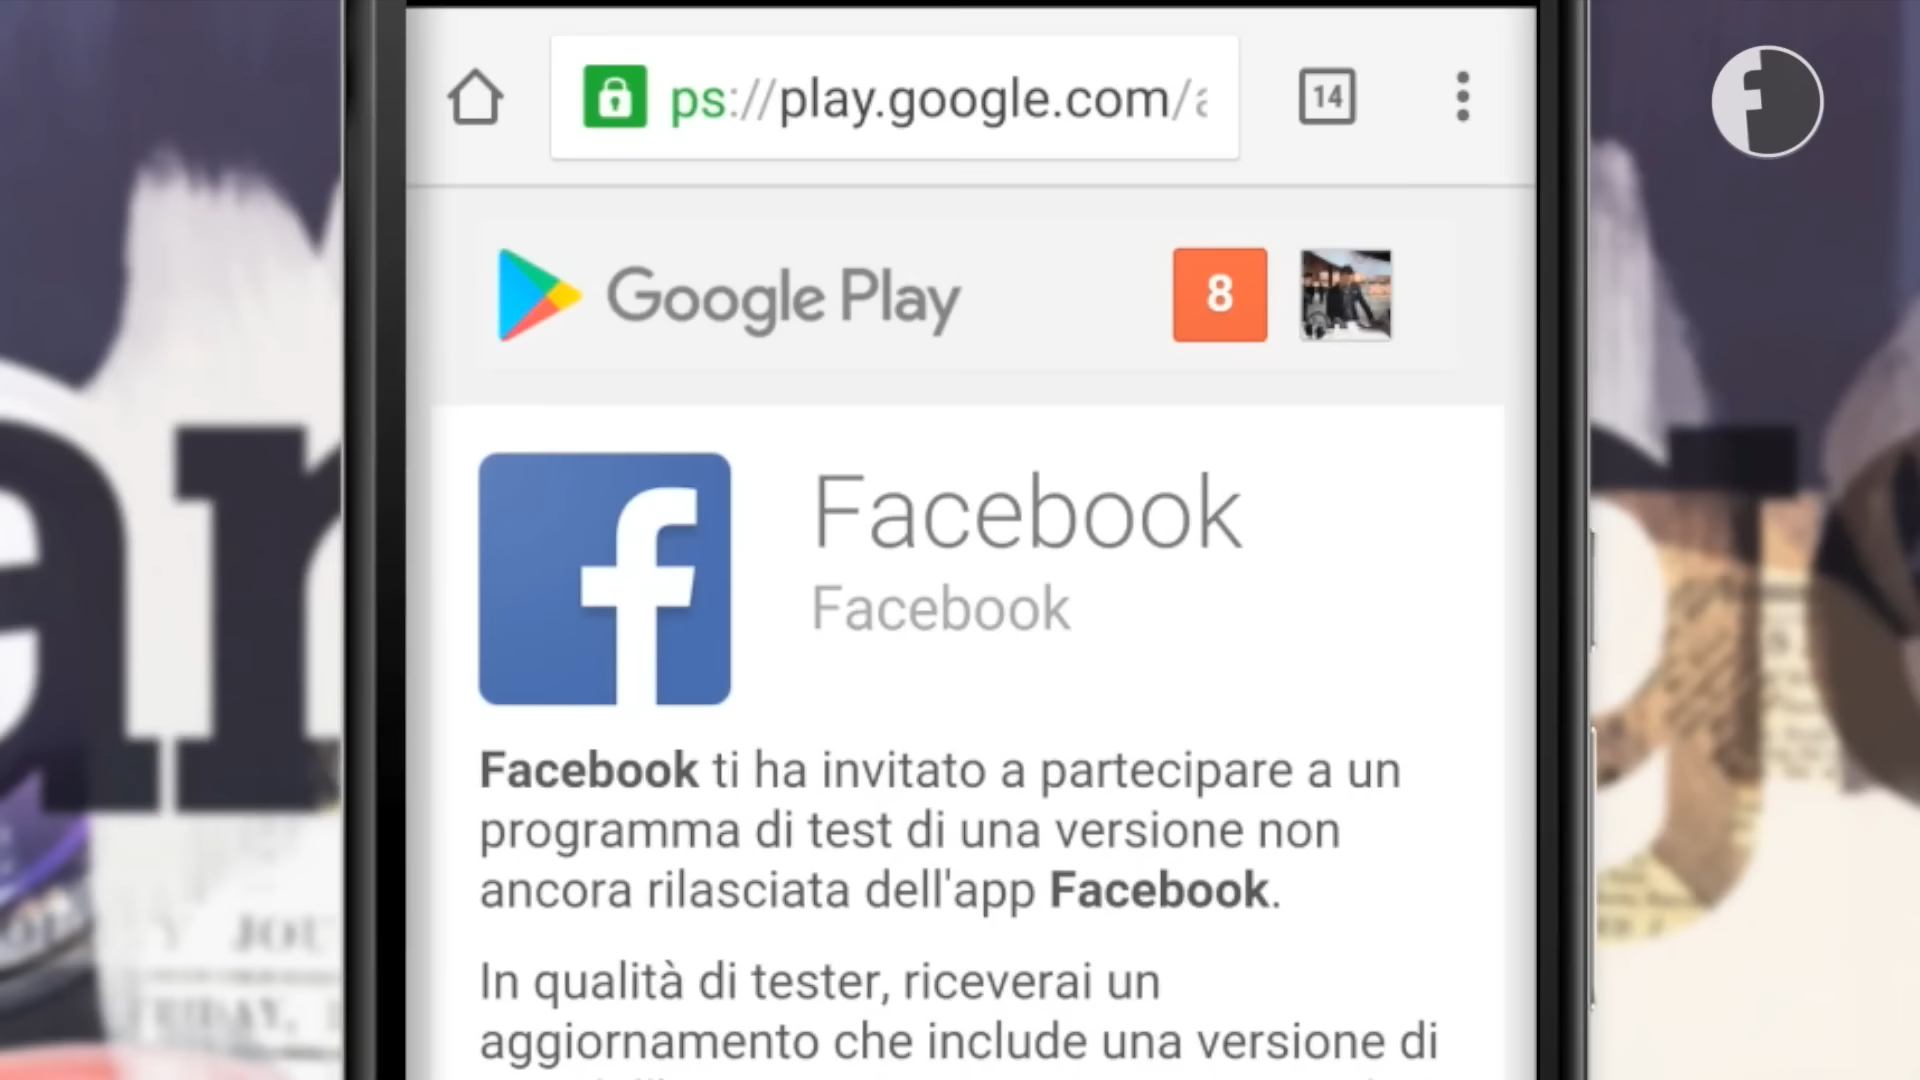 ps://play.google.com/
14
Google Play
8
Facebook
Facebook
Facebook ti ha invitato a partecipare a un
programma di test di una versione non
ancora rilasciata dell'app Facebook.
In qualità di tester, riceverai un
aggiornamento che include una versione di